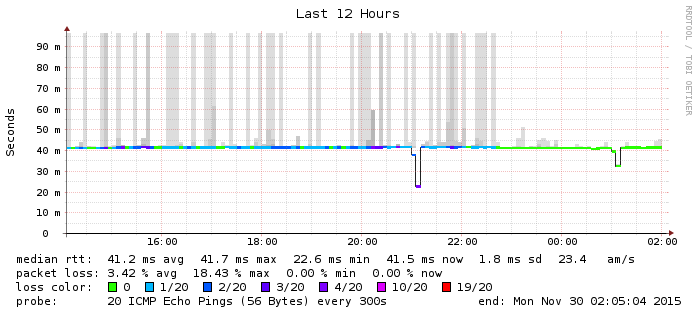 Last 12 Hours
RRDTOOL / TOBI OETIKER
Seconds
90 m
80 m
70 m
60 m
50 m
40 m
30 m
20 m
10 m
0
16:00 18:00 20:00 22:00 00:00 02:00
median rtt: 41.2 ms avg 41.7 ms max 22.6 ms min 41.5 ms now 1.8 ms sd 23.4 am/s
packet loss: 3.42 % avg 18.43 % max 0.00 % min 0.00 % now
loss color: 0 1/20 2/20 3/20 4/20 10/20 19/20
probe: 20 ICMP Echo Pings (56 Bytes) every 300s end: Mon Nov 30 02:05:04 2015